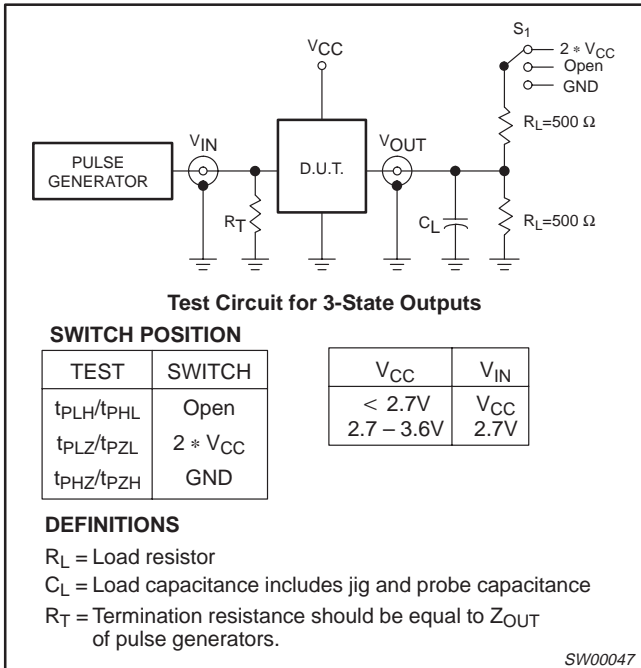 S1
2 * VCC
Open
GND
VCC
RL=500 Ω
VIN
VOUT
PULSE
GENERATOR
D.U.T.
RT
CL
RL=500 Ω
Test Circuit for 3-State Outputs
SWITCH POSITION
TEST SWITCH
tPLH/tPHL Open
tPLZ/tPZL 2 * VCC
tPHZ/tPZH GND
VCC VIN
< 2.7V VCC
2.7 – 3.6V 2.7V
DEFINITIONS
RL = Load resistor
CL = Load capacitance includes jig and probe capacitance
RT = Termination resistance should be equal to ZOUT
of pulse generators.
SW00047